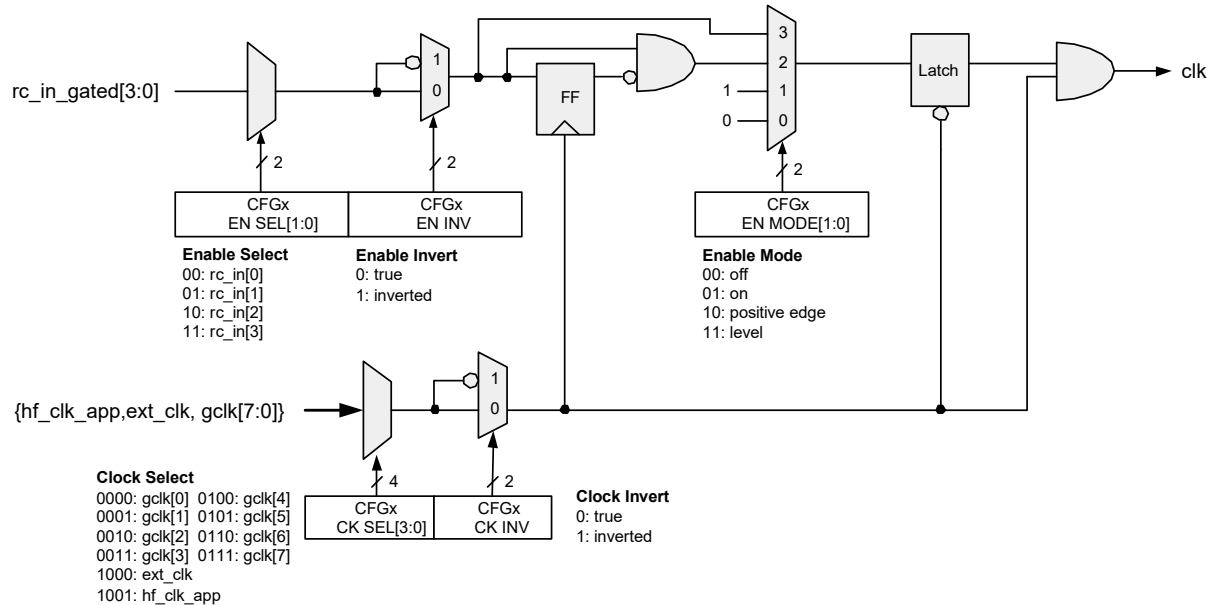 3
1
2
rc_in_gated[3:0]
0
FF
1
1
0
0
Latch
clk
2
2
2
CFGx
EN SEL[1:0]
CFGx
EN INV
CFGx
EN MODE[1:0]
Enable Select
00: rc_in[0]
01: rc_in[1]
10: rc_in[2]
11: rc_in[3]
Enable Invert
0: true
1: inverted
Enable Mode
00: off
01: on
10: positive edge
11: level
{hf_clk_app,ext_clk, gclk[7:0]}
1
0
4
2
Clock Select
0000: gclk[0] 0100: gclk[4]
0001: gclk[1] 0101: gclk[5]
0010: gclk[2] 0110: gclk[6]
0011: gclk[3] 0111: gclk[7]
1000: ext_clk
1001: hf_clk_app
CFGx
CK SEL[3:0]
CFGx
CK INV
Clock Invert
0: true
1: inverted